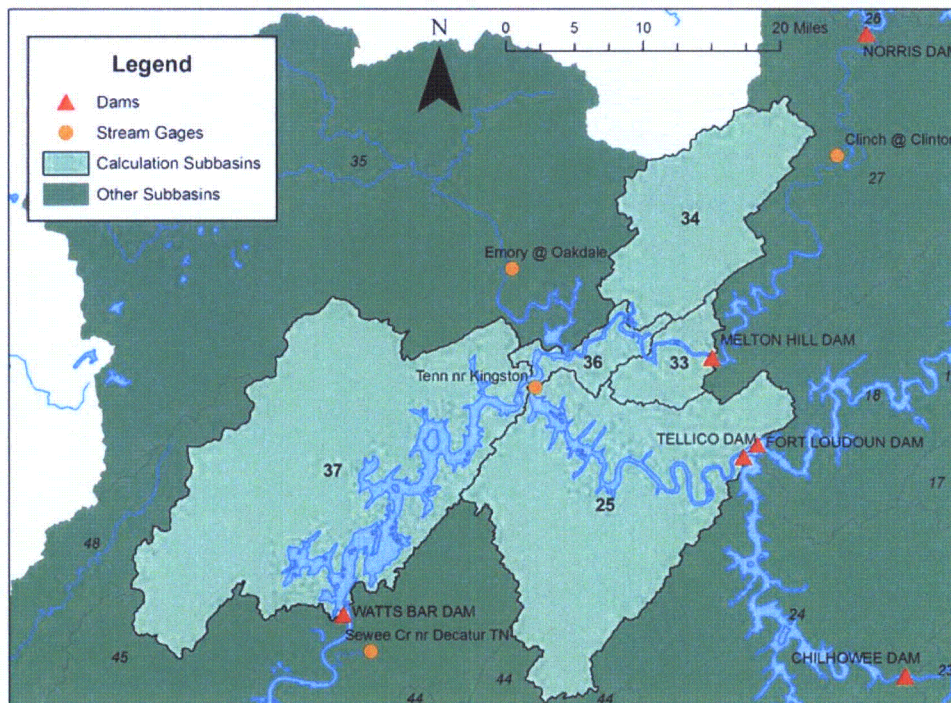 26
N
0 5 10 20 Miles
NORRIS DAM
Legend
Dams
Stream Gages
Calculation Subbasins
Other Subbasins
Clinch @ Clinton
35
27
34
Emory @ Oakdale
MELTON HILL DAM
36
33
Tenn nr Kingston
18
TELLICO DAM
FORT LOUDOUN DAM
37
17
25
48
24
WATTS BAR DAM
Sewee Cr nr Decatur TN
45
CHILHOWEE DAM
23
44
44
44